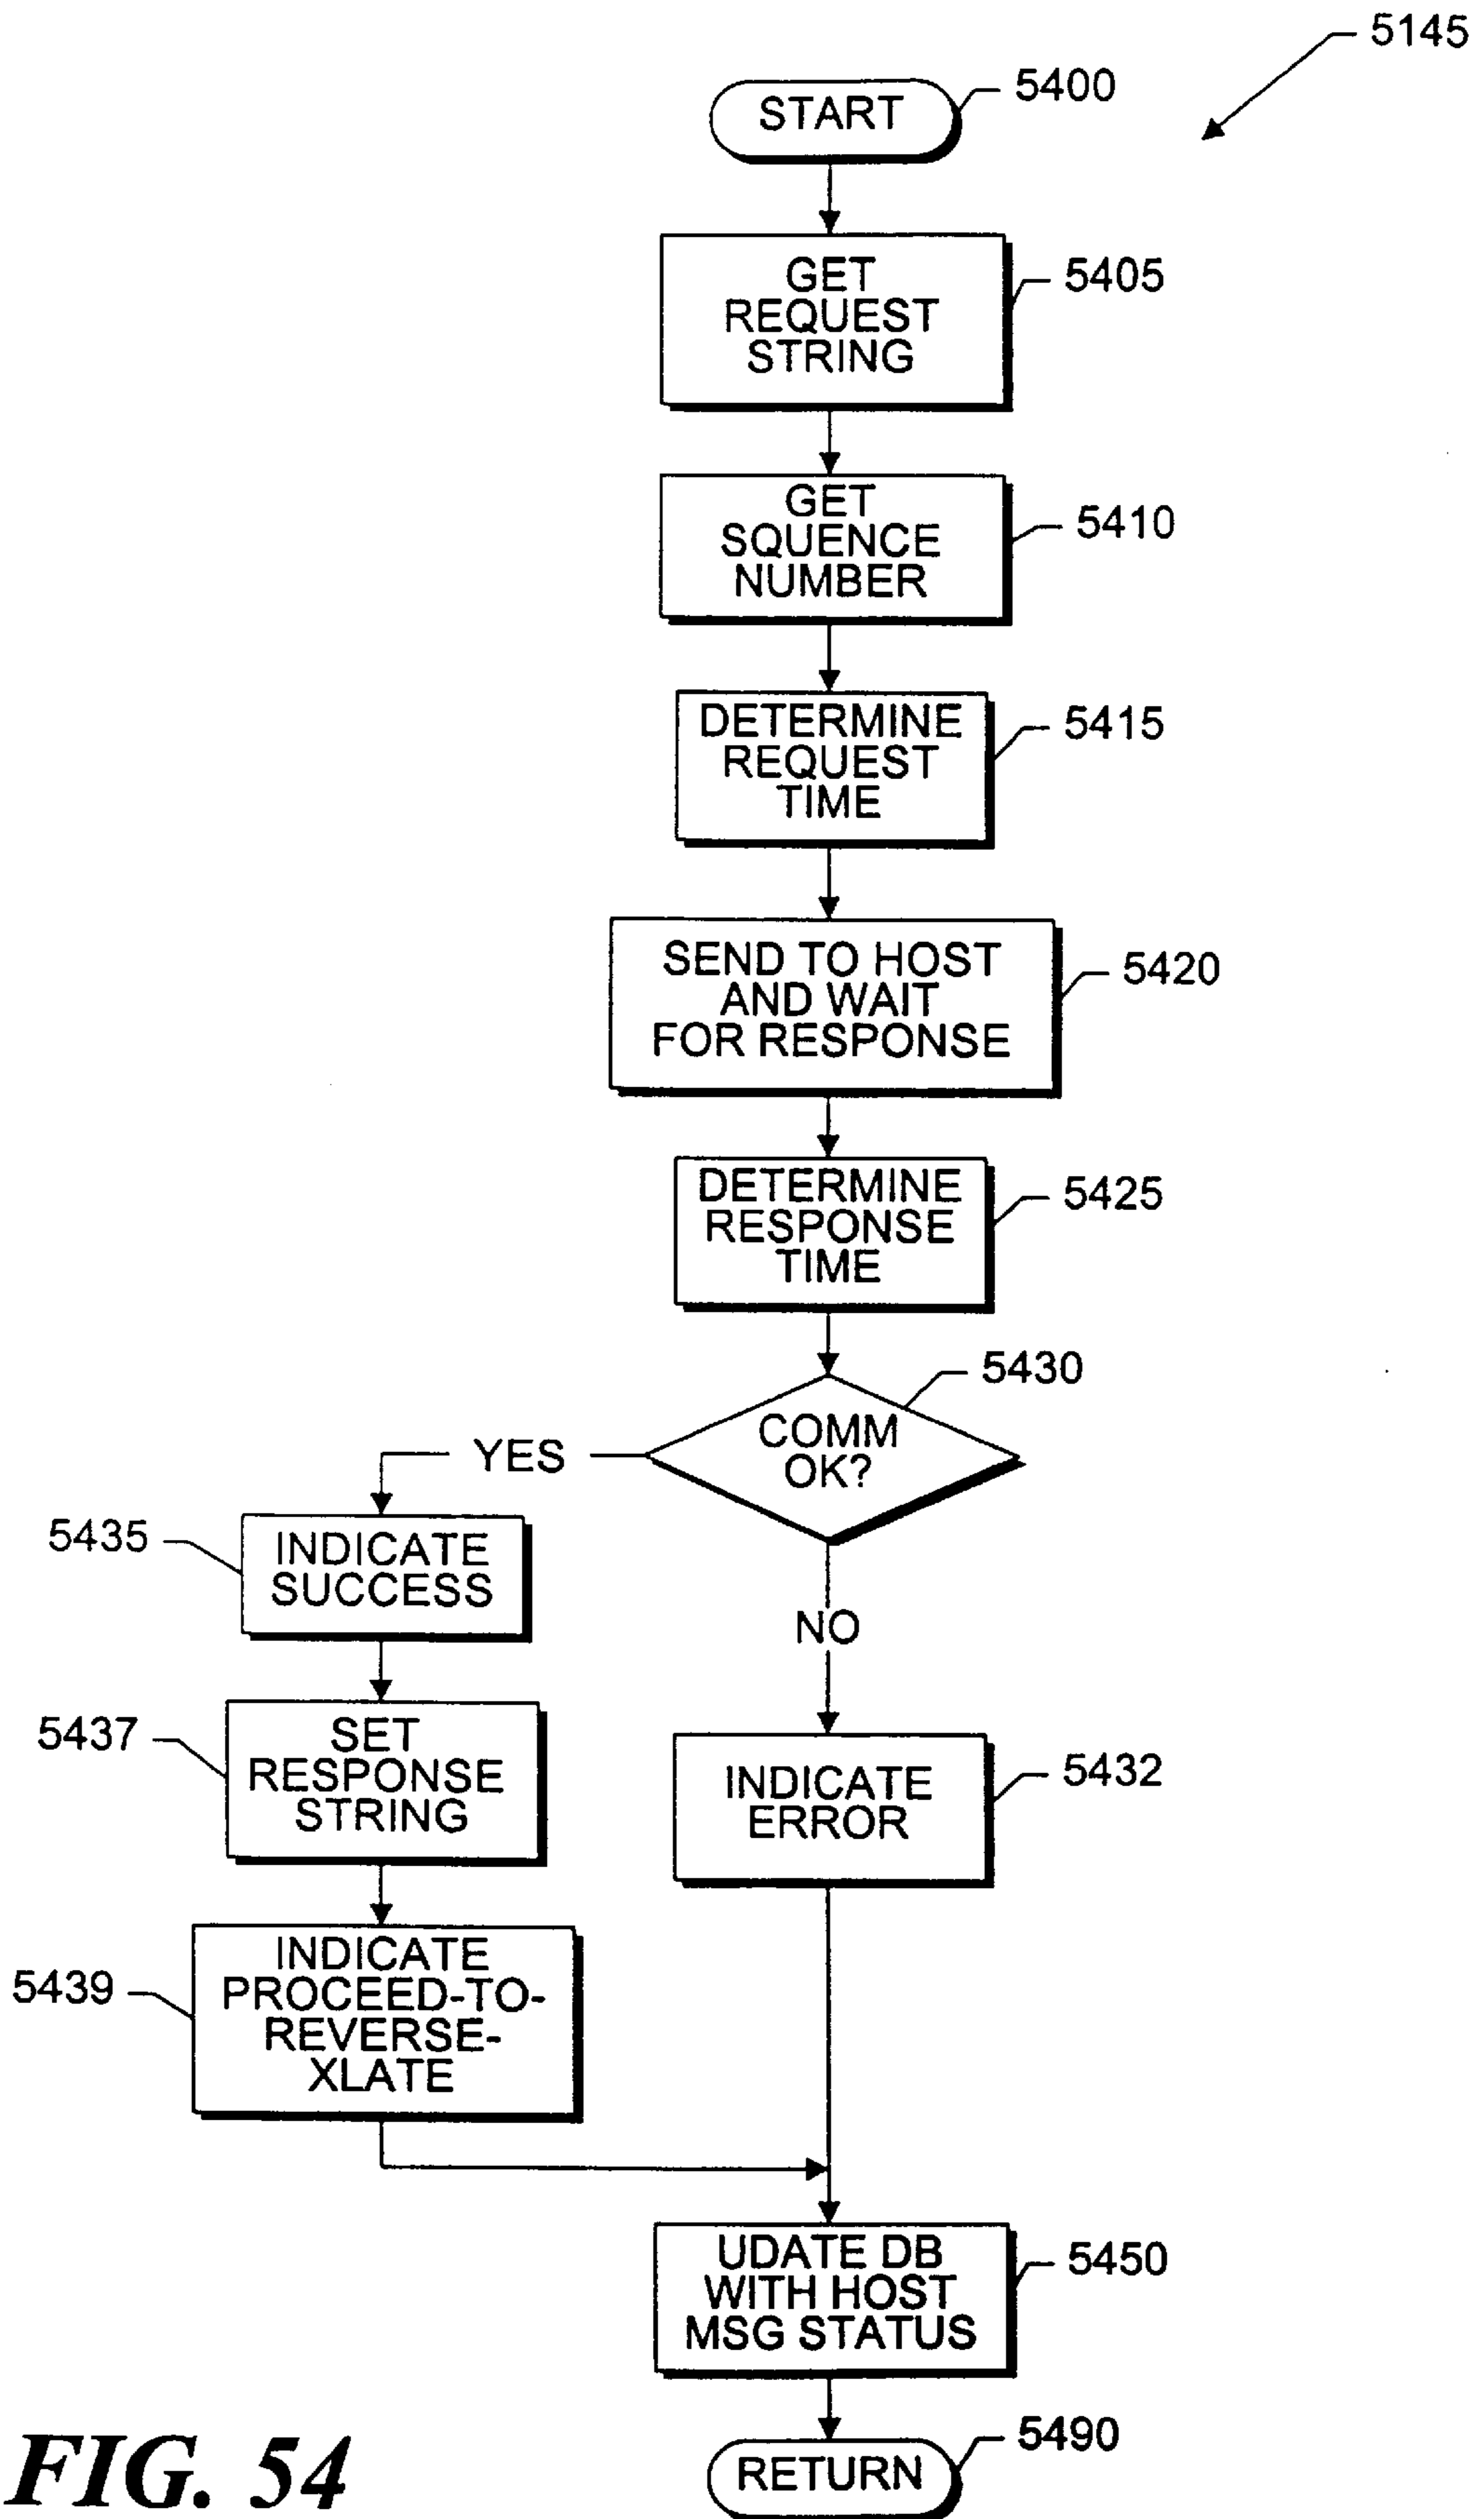 5145
START
5400
GET
REQUEST
STRING
5405
GET
SQUENCE
NUMBER
5410
DETERMINE
REQUEST
TIME
5415
SEND TO HOST
AND WAIT
FOR RESPONSE
5420
DETERMINE
RESPONSE
TIME
5425
COMM
OK?
5430
YES
NO
5435
INDICATE
SUCCESS
5437
SET
RESPONSE
STRING
INDICATE
ERROR
5432
5439
INDICATE
PROCEED-TO-
REVERSE-
XLATE
UDATE DB
WITH HOST
MSG STATUS
5450
RETURN
5490
FIG. 54